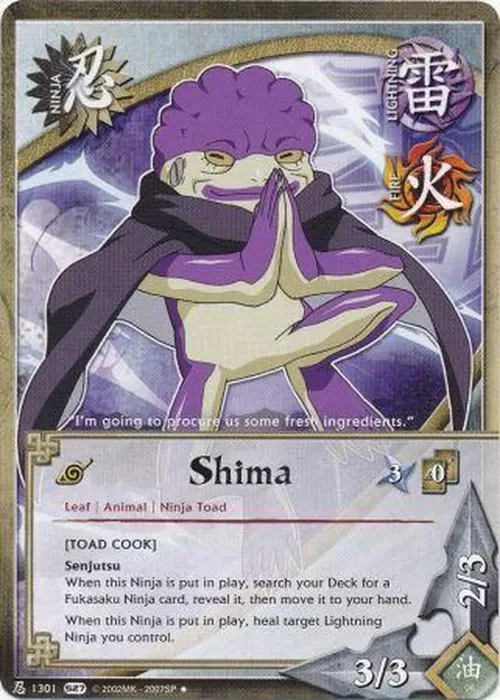 NINJA 忍
LIGHTNING 雷
FIRE 火
"I'm going to procure us some fresh ingredients."
Shima
3 0
Leaf | Animal | Ninja Toad
[TOAD COOK]
Senjutsu
When this Ninja is put in play, search your Deck for a
Fukasaku Ninja card, reveal it, then move it to your hand.
When this Ninja is put in play, heal target Lightning
Ninja you control.
2/3
3/3
油
1301 S27 © 2002MK - 2007SP